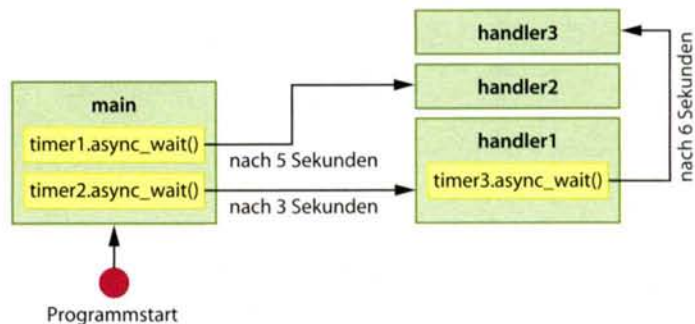 main
timer1.async_wait()
timer2.async_wait()
Programmstart
nach 5 Sekunden
nach 3 Sekunden
handler3
handler2
handler1
timer3.async_wait()
nach 6 Sekunden